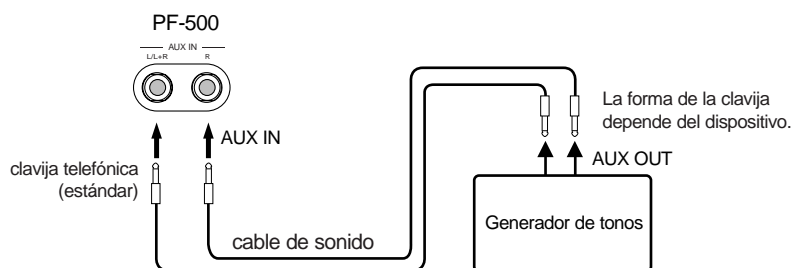 PF-500
AUX IN
L/L+R R
AUX IN
clavija telefónica
(estándar)
cable de sonido
La forma de la clavija
depende del dispositivo.
AUX OUT
Generador de tonos